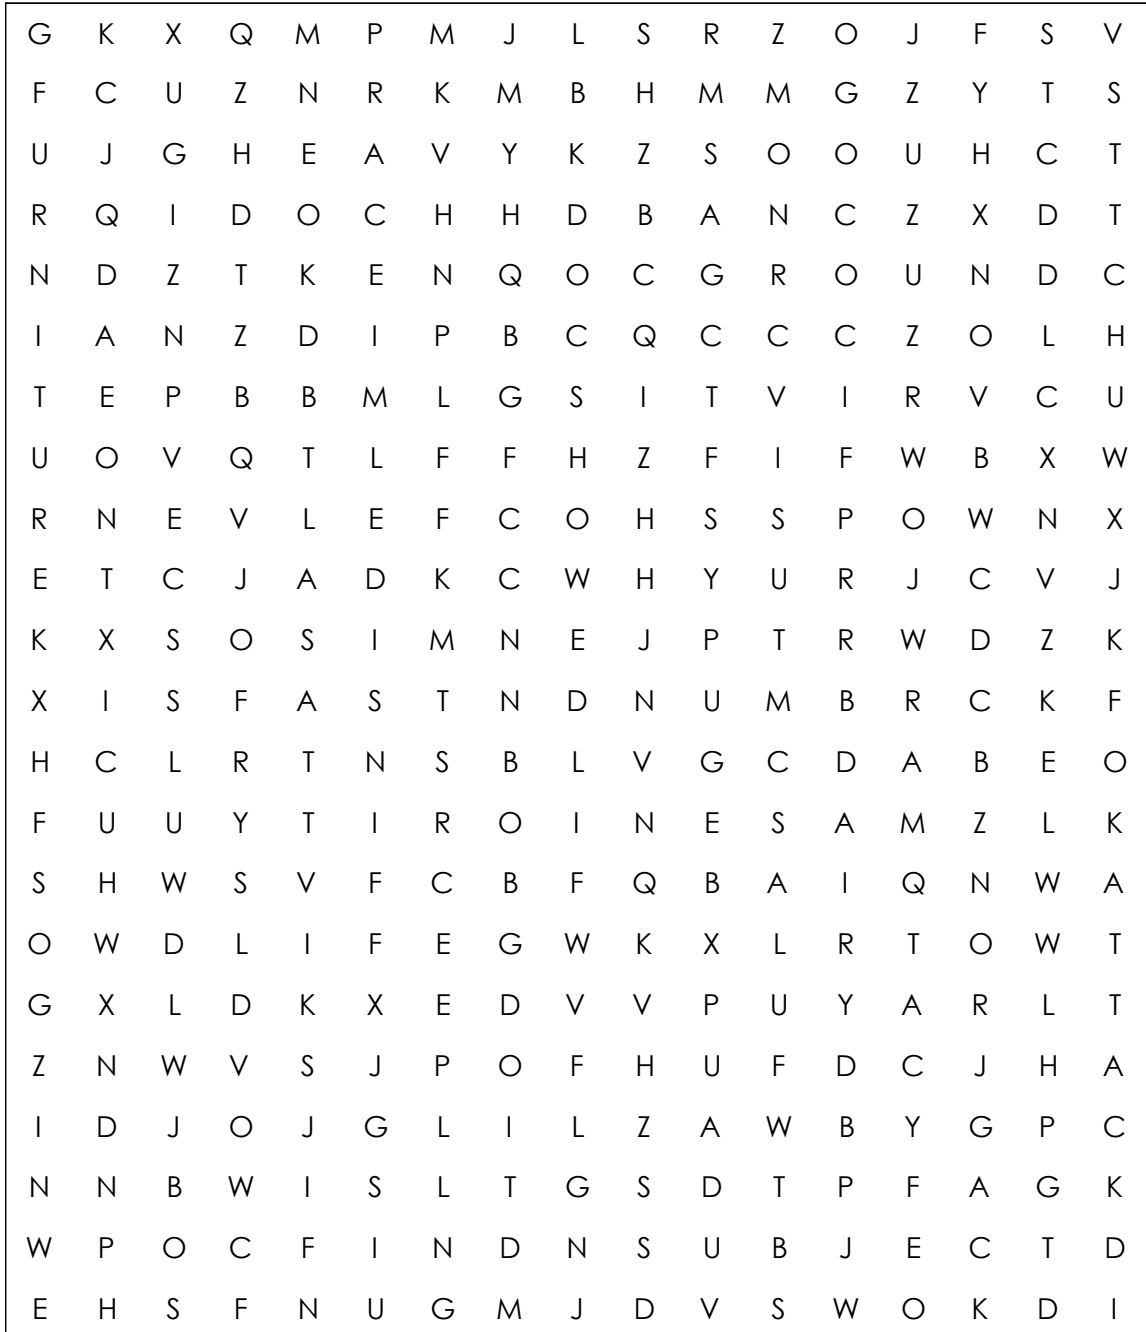 G K X Q M P M J L S R Z O J F S V
F C U Z N R K M B H M M G Z Y T S
U J G H E A V Y K Z S O O U H C T
R Q I D O C H H D B A N C Z X D T
N D Z T K E N Q O C G R O U N D C
I A N Z D I P B C Q C C C Z O L H
T E P B B M L G S I T V I R V C U
U O V Q T L F F H Z F I F W B X W
R N E V L E F C O H S S P O W N X
E T C J A D K C W H Y U R J C V J
K X S O S I M N E J P T R W D Z K
X I S F A S T N D N U M B R C K F
H C L R T N S B L V G C D A B E O
F U U Y T I R O I N E S A M Z L K
S H W S V F C B F Q B A I Q N W A
O W D L I F E G W K X L R T O W T
G X L D K X E D V V P U Y A R L T
Z N W V S J P O F H U F D C J H A
I D J O J G L I L Z A W B Y G P C
N N B W I S L T G S D T P F A G K
W P O C F I N D N S U B J E C T D
E H S F N U G M J D V S W O K D I